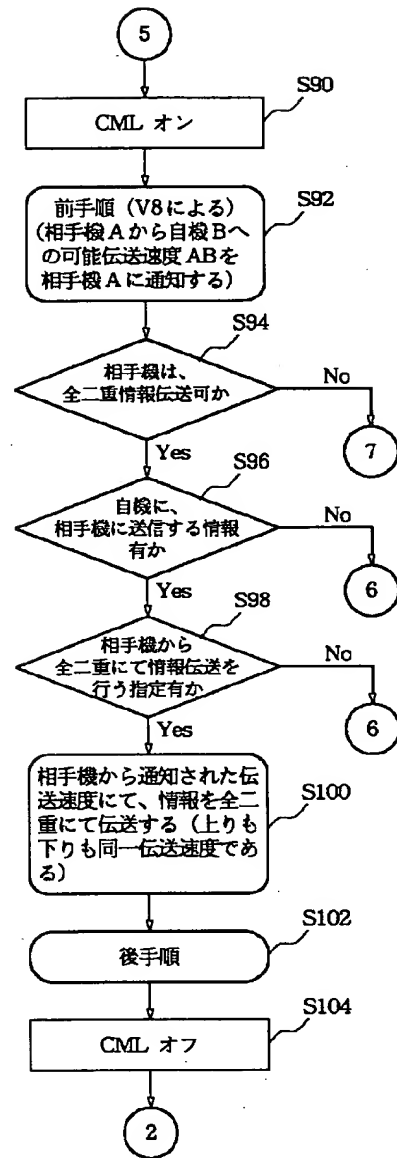 5
S90
CML オン
S92
前手順（V8による）
（相手機Aから自機Bへ
の可能伝送速度ABを
相手機Aに通知する）
S94
相手機は、
全二重情報伝送可か
No
7
Yes
S96
自機に、
相手機に送信する情報
有か
No
6
Yes
S98
相手機から
全二重にて情報伝送を
行う指定有か
No
6
Yes
S100
相手機から通知された伝
送速度にて、情報を全二
重にて伝送する（上りも
下りも同一伝送速度であ
る）
S102
後手順
S104
CML オフ
2